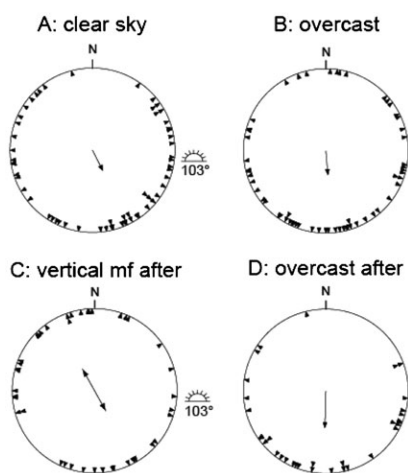 A: clear sky
B: overcast
N
N
103°
C: vertical mf after
D: overcast after
N
N
103°